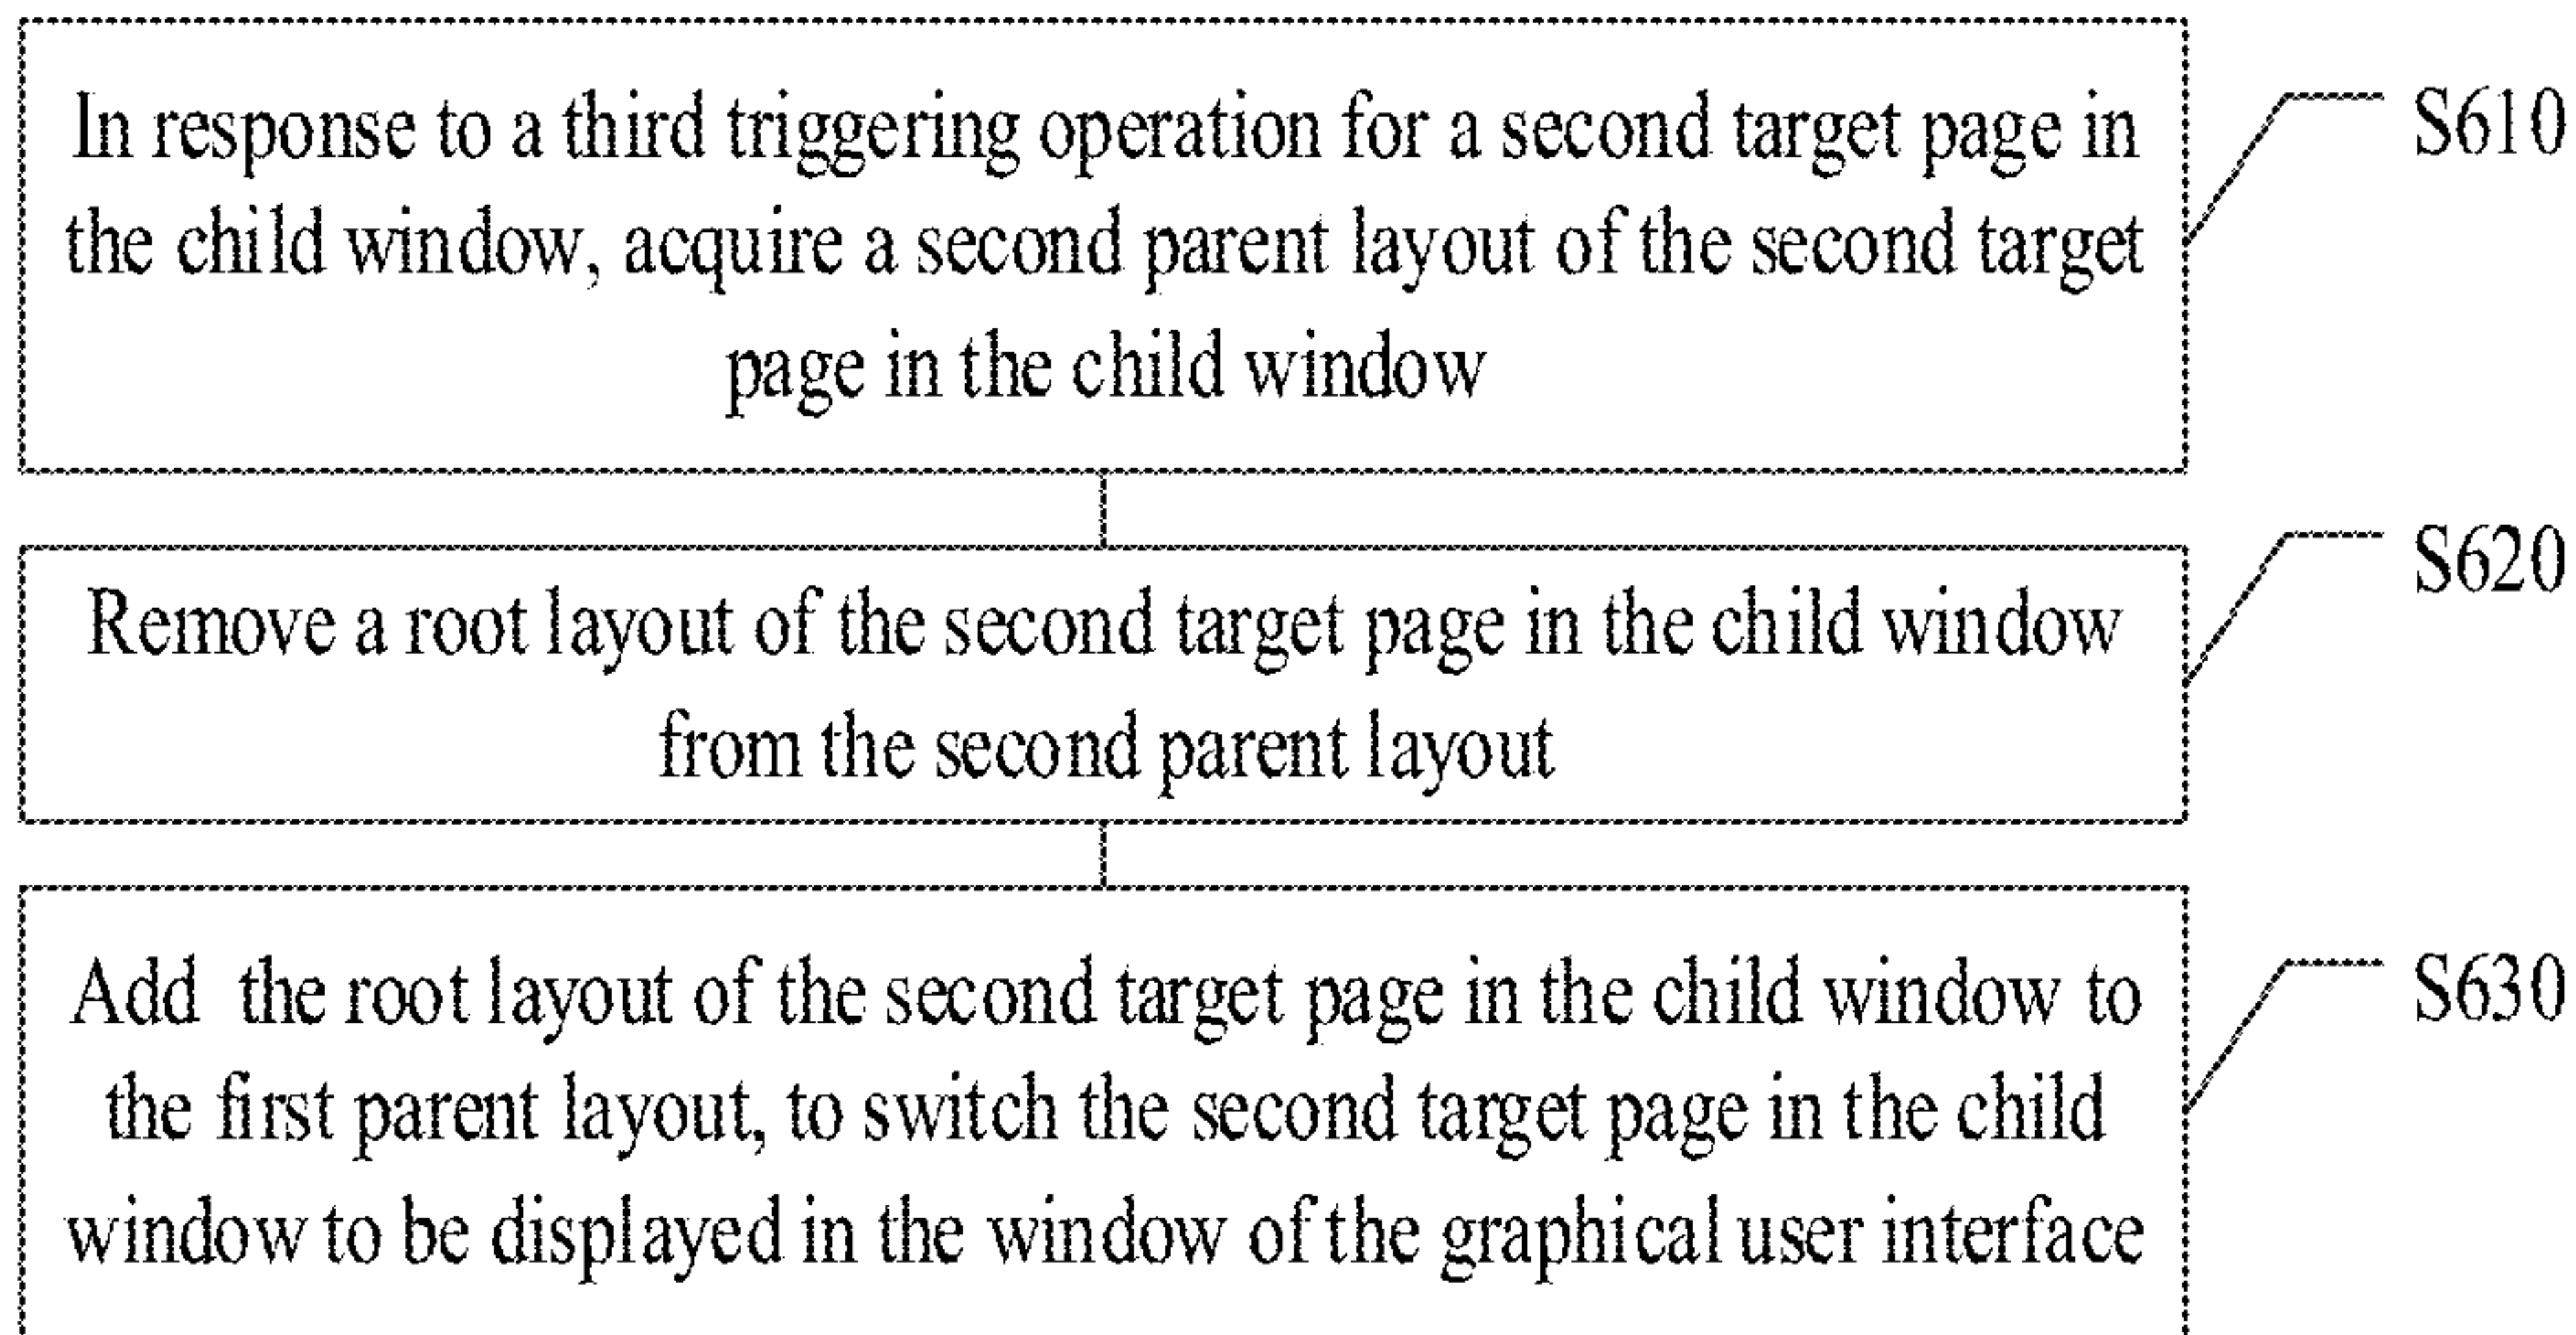 In response to a third triggering operation for a second target page in
the child window, acquire a second parent layout of the second target
page in the child window
S610
Remove a root layout of the second target page in the child window
from the second parent layout
S620
Add the root layout of the second target page in the child window to
the first parent layout, to switch the second target page in the child
window to be displayed in the window of the graphical user interface
S630